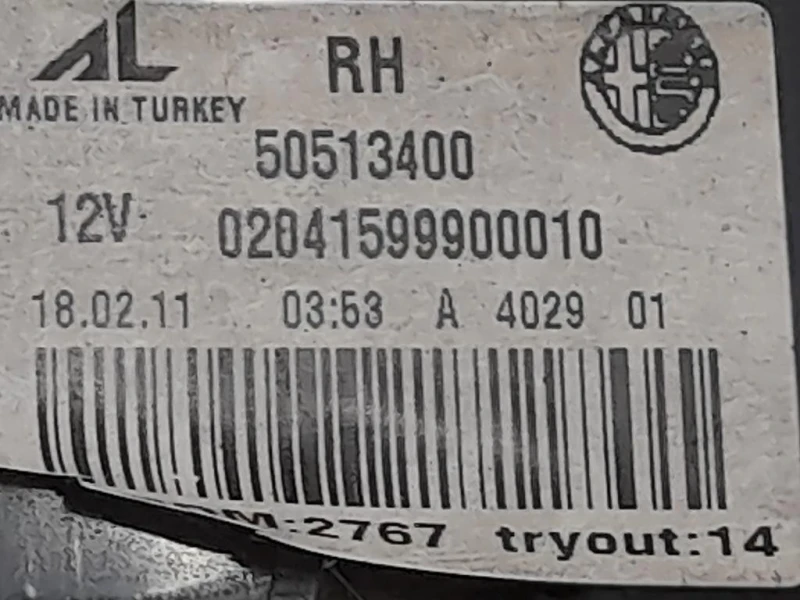 AL
RH
MADE IN TURKEY
50513400
12V 02041599900010
18.02.11 03:53 A 4029 01
M:2767 tryout:14